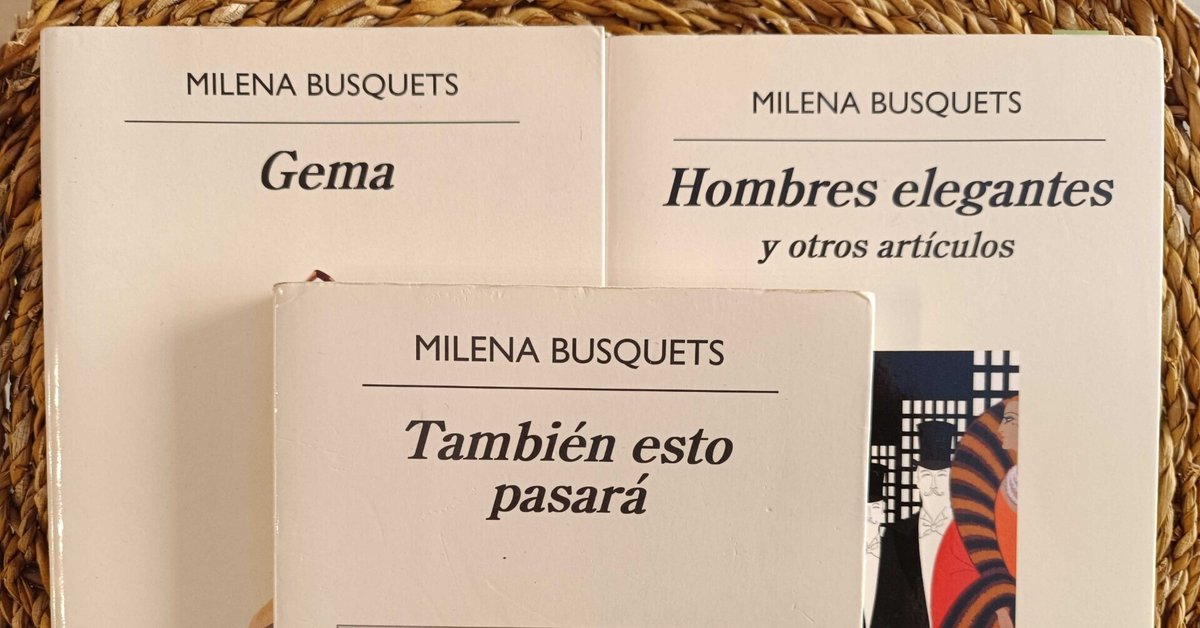 MILENA BUSQUETS
Gema
MILENA BUSQUETS
Hombres elegantes
y otros artículos
MILENA BUSQUETS
También esto
pasará